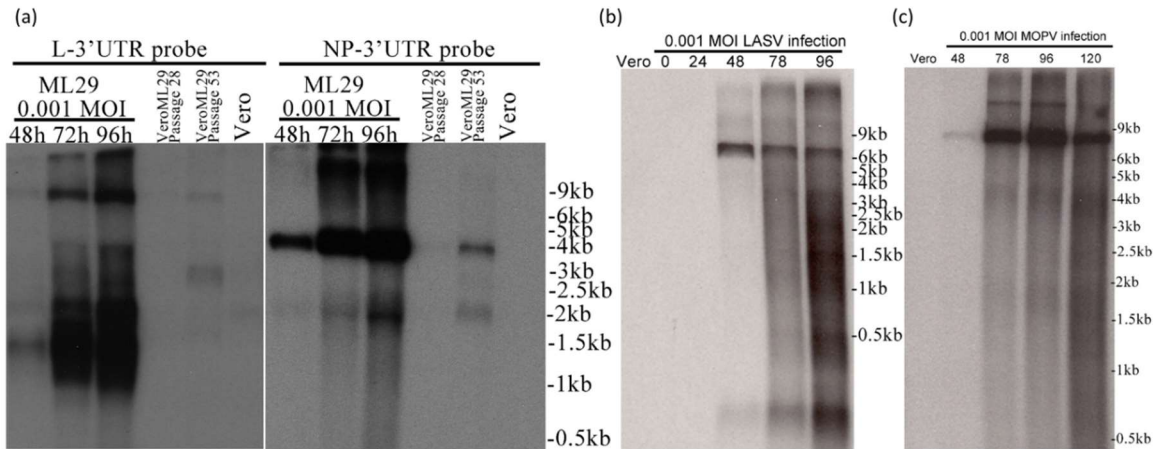 (a)
L-3’UTR probe
NP-3’UTR probe
ML29
0.001 MOI
48h 72h 96h
VeroML29
Passage 28
VeroML29
Passage 53
Vero
ML29
0.001 MOI
48h 72h 96h
VeroML29
Passage 28
VeroML29
Passage 53
Vero
-9kb
-6kb
-5kb
-4kb
-3kb
-2.5kb
-2kb
-1.5kb
-1kb
-0.5kb
(b)
0.001 MOI LASV infection
Vero 0 24 48 78 96
-9kb
-6kb
-5kb
-4kb
-3kb
-2.5kb
-2kb
-1.5kb
-1kb
-0.5kb
(c)
0.001 MOI MOPV infection
Vero 48 78 96 120
-9kb
-6kb
-5kb
-4kb
-3kb
-2.5kb
-2kb
-1.5kb
-1kb
-0.5kb